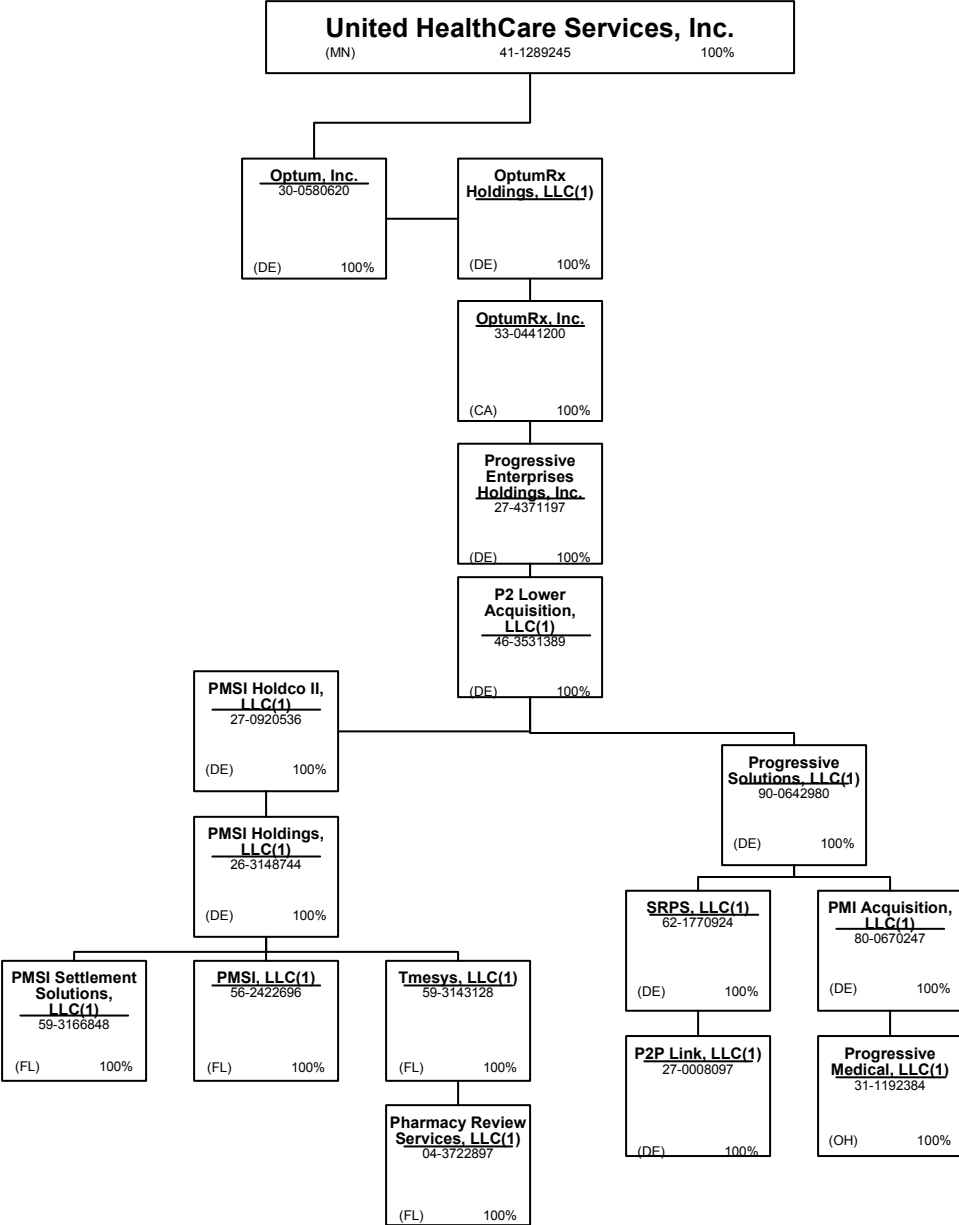 United HealthCare Services, Inc.
(MN) 41-1289245 100%
Optum, Inc.
30-0580620
(DE) 100%
OptumRx
Holdings, LLC(1)
(DE) 100%
OptumRx, Inc.
33-0441200
(CA) 100%
Progressive
Enterprises
Holdings, Inc.
27-4371197
(DE) 100%
P2 Lower
Acquisition,
LLC(1)
46-3531389
(DE) 100%
PMSI Holdco II,
LLC(1)
27-0920536
(DE) 100%
Progressive
Solutions, LLC(1)
90-0642980
(DE) 100%
PMSI Holdings,
LLC(1)
26-3148744
(DE) 100%
SRPS, LLC(1)
62-1770924
(DE) 100%
PMI Acquisition,
LLC(1)
80-0670247
(DE) 100%
PMSI Settlement
Solutions,
LLC(1)
59-3166848
(FL) 100%
PMSI, LLC(1)
56-2422696
(FL) 100%
Tmesys, LLC(1)
59-3143128
(FL) 100%
P2P Link, LLC(1)
27-0008097
(DE) 100%
Progressive
Medical, LLC(1)
31-1192384
(OH) 100%
Pharmacy Review
Services, LLC(1)
04-3722897
(FL) 100%